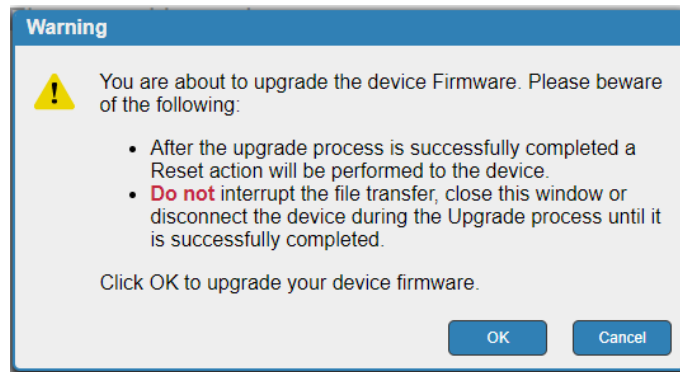 Warning
You are about to upgrade the device Firmware. Please beware
of the following:
• After the upgrade process is successfully completed a
Reset action will be performed to the device.
• Do not interrupt the file transfer, close this window or
disconnect the device during the Upgrade process until it
is successfully completed.
Click OK to upgrade your device firmware.
OK Cancel